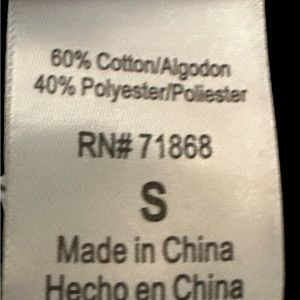 60% Cotton/Algodon
40% Polyester/Poliester
RN# 71868
S
Made in China
Hecho en China